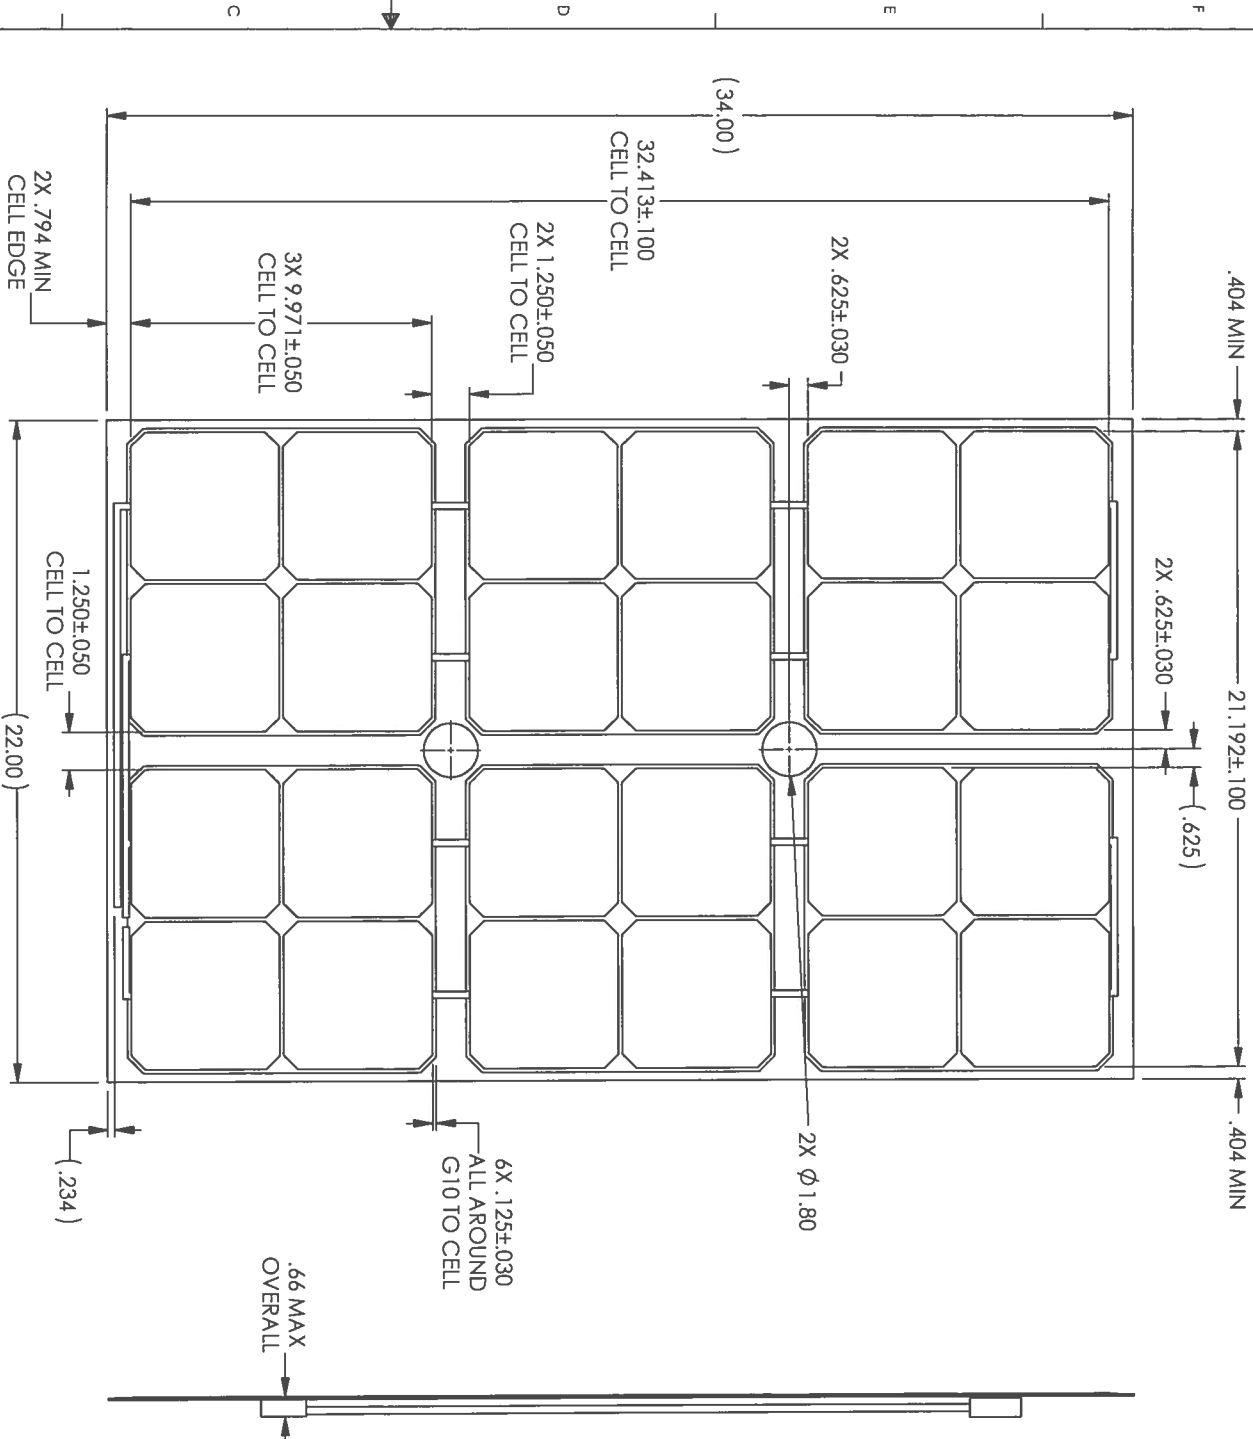 C
D
E
F
(34.00)
32.413±.100
CELL TO CELL
2X .794 MIN
CELL EDGE
3X 9.971±.050
CELL TO CELL
2X 1.250±.050
CELL TO CELL
2X .625±.030
.404 MIN
21.192±.100
.404 MIN
2X .625±.030
(.625)
1.250±.050
CELL TO CELL
(22.00)
2X Ø1.80
6X .125±.030
ALL AROUND
G10 TO CELL
(.234)
.66 MAX
OVERALL